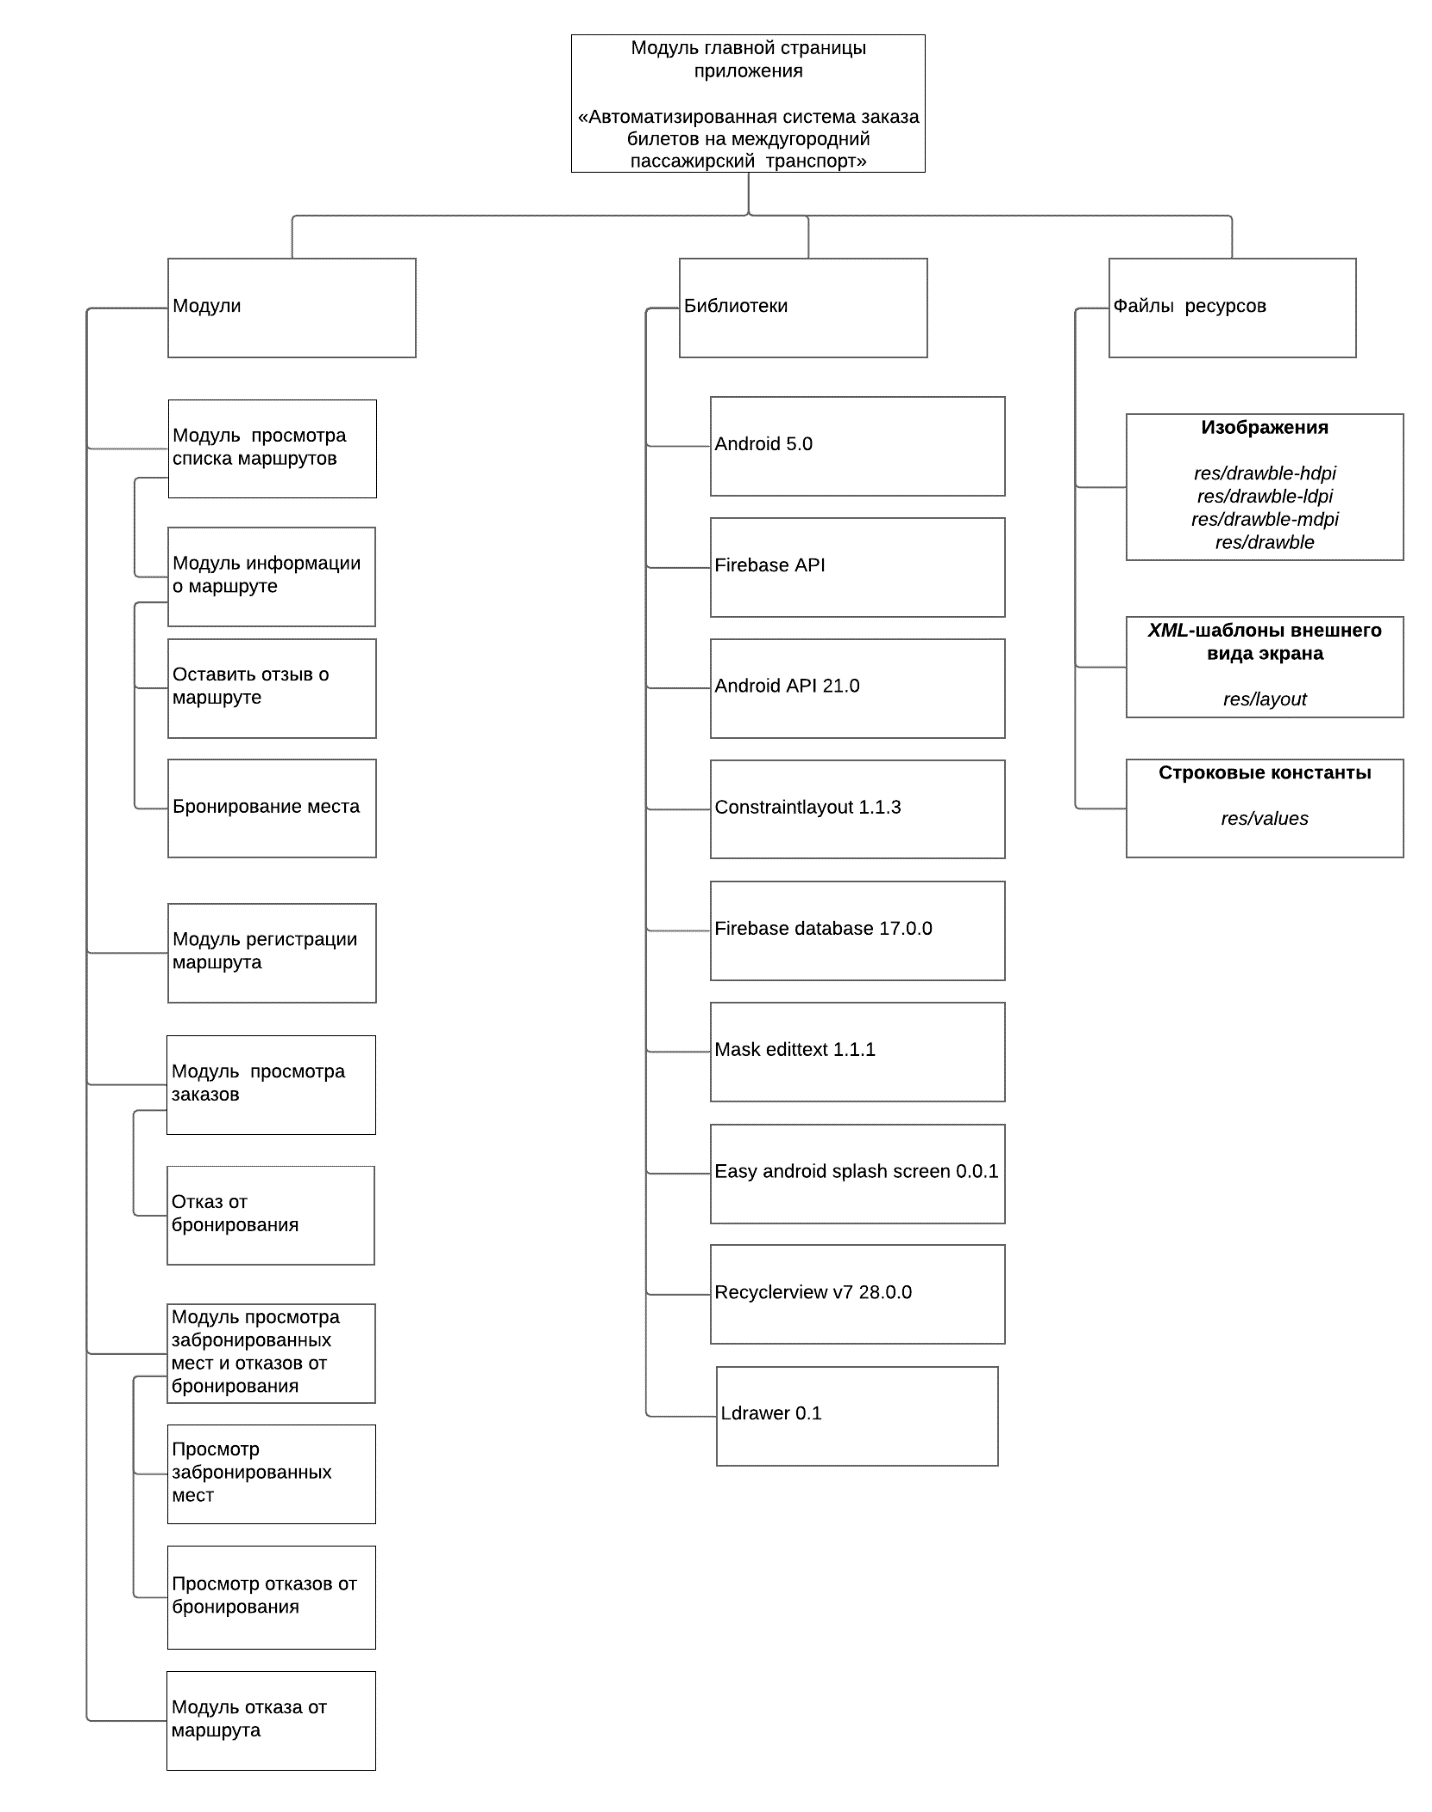 Модуль главной страницы
приложения
«Автоматизированная система заказа
билетов на междугородний
пассажирский транспорт»
Модули
Модуль просмотра
списка маршрутов
Модуль информации
о маршруте
Оставить отзыв о
маршруте
Бронирование места
Модуль регистрации
маршрута
Модуль просмотра
заказов
Отказ от
бронирования
Модуль просмотра
забронированных
мест и отказов от
бронирования
Просмотр
забронированных
мест
Просмотр отказов от
бронирования
Модуль отказа от
маршрута
Библиотеки
Android 5.0
Firebase API
Android API 21.0
Constraintlayout 1.1.3
Firebase database 17.0.0
Mask edittext 1.1.1
Easy android splash screen 0.0.1
Recyclerview v7 28.0.0
Ldrawer 0.1
Файлы ресурсов
Изображения
res/drawble-hdpi
res/drawble-ldpi
res/drawble-mdpi
res/drawble
XML-шаблоны внешнего
вида экрана
res/layout
Строковые константы
res/values